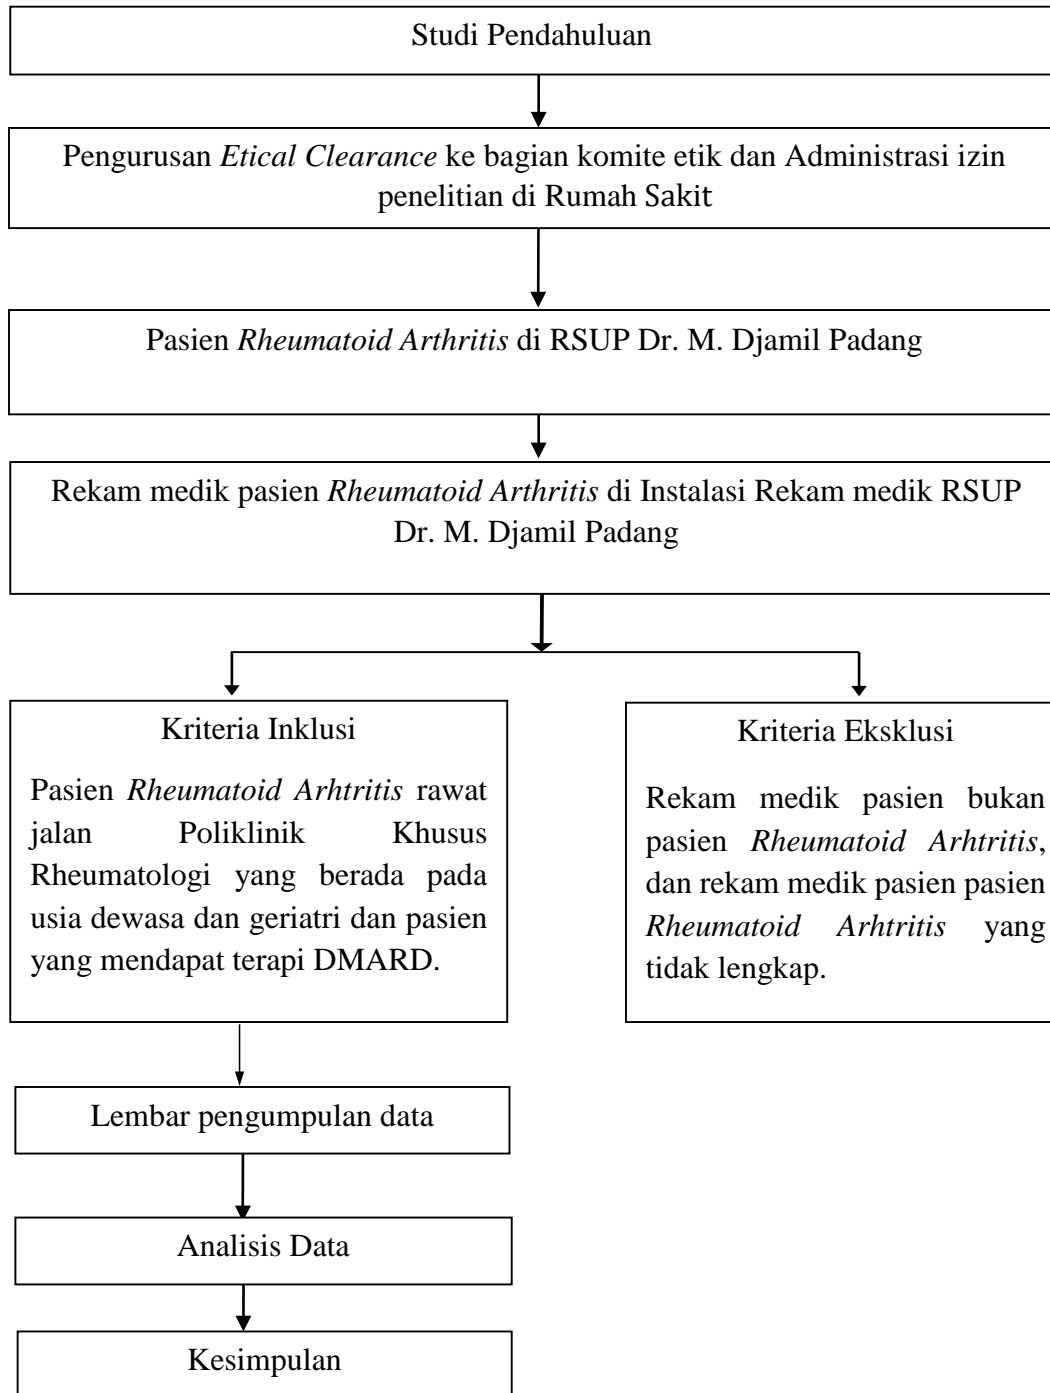 Studi Pendahuluan
Pengurusan Etical Clearance ke bagian komite etik dan Administrasi izin
penelitian di Rumah Sakit
Pasien Rheumatoid Arthritis di RSUP Dr. M. Djamil Padang
Rekam medik pasien Rheumatoid Arthritis di Instalasi Rekam medik RSUP
Dr. M. Djamil Padang
Kriteria Inklusi
Pasien Rheumatoid Arhtritis rawat
jalan Poliklinik Khusus
Rheumatologi yang berada pada
usia dewasa dan geriatri dan pasien
yang mendapat terapi DMARD.
Kriteria Eksklusi
Rekam medik pasien bukan
pasien Rheumatoid Arhtritis,
dan rekam medik pasien pasien
Rheumatoid Arhtritis yang
tidak lengkap.
Lembar pengumpulan data
Analisis Data
Kesimpulan